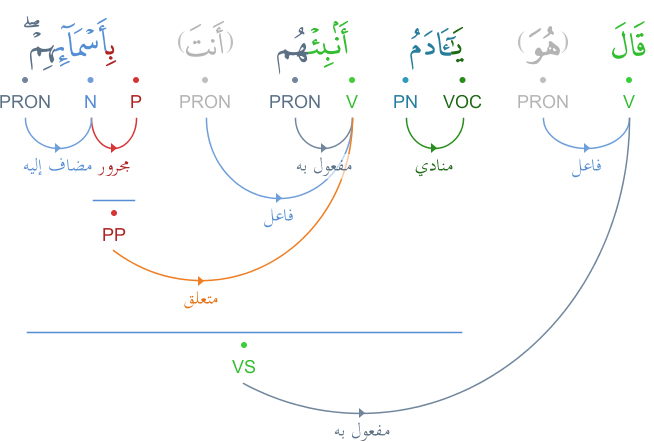 قَالَ (هُوَ) يَـٰٓـَٔادَمُ أَنۢبِئْهُم (أَنتَ) بِأَسْمَآئِهِمْ ۖ
V PRON VOC PN V PRON PRON P N PRON
فاعل منادي مفعول به مجرور مضاف إليه
فاعل
PP
متعلق
VS
مفعول به